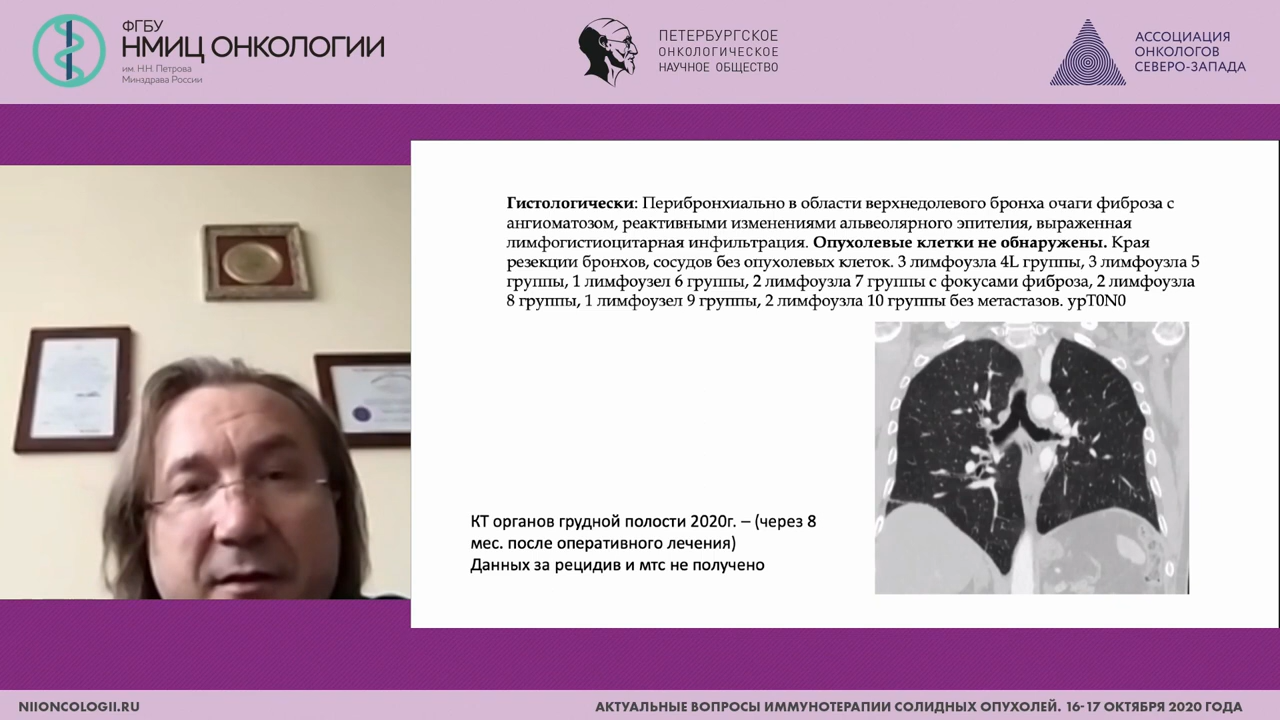 ФГБУ
НМИЦ ОНКОЛОГИИ
им. Н.Н. Петрова
Минздрава России
ПЕТЕРБУРГСКОЕ
ОНКОЛОГИЧЕСКОЕ
НАУЧНОЕ ОБЩЕСТВО
АССОЦИАЦИЯ
ОНКОЛОГОВ
СЕВЕРО-ЗАПАДА
Гистологически: Перибронхиально в области верхнедолевого бронха очаги фиброза с
ангиоматозом, реактивными изменениями альвеолярного эпителия, выраженная
лимфогистиоцитарная инфильтрация. Опухолевые клетки не обнаружены. Края
резекции бронхов, сосудов без опухолевых клеток. 3 лимфоузла 4L группы, 3 лимфоузла 5
группы, 1 лимфоузел 6 группы, 2 лимфоузла 7 группы с фокусами фиброза, 2 лимфоузла
8 группы, 1 лимфоузел 9 группы, 2 лимфоузла 10 группы без метастазов. ypT0N0
КТ органов грудной полости 2020г. – (через 8
мес. после оперативного лечения)
Данных за рецидив и мтс не получено
NIIONCOLOGII.RU
АКТУАЛЬНЫЕ ВОПРОСЫ ИММУНОТЕРАПИИ СОЛИДНЫХ ОПУХОЛЕЙ. 16-17 ОКТЯБРЯ 2020 ГОДА